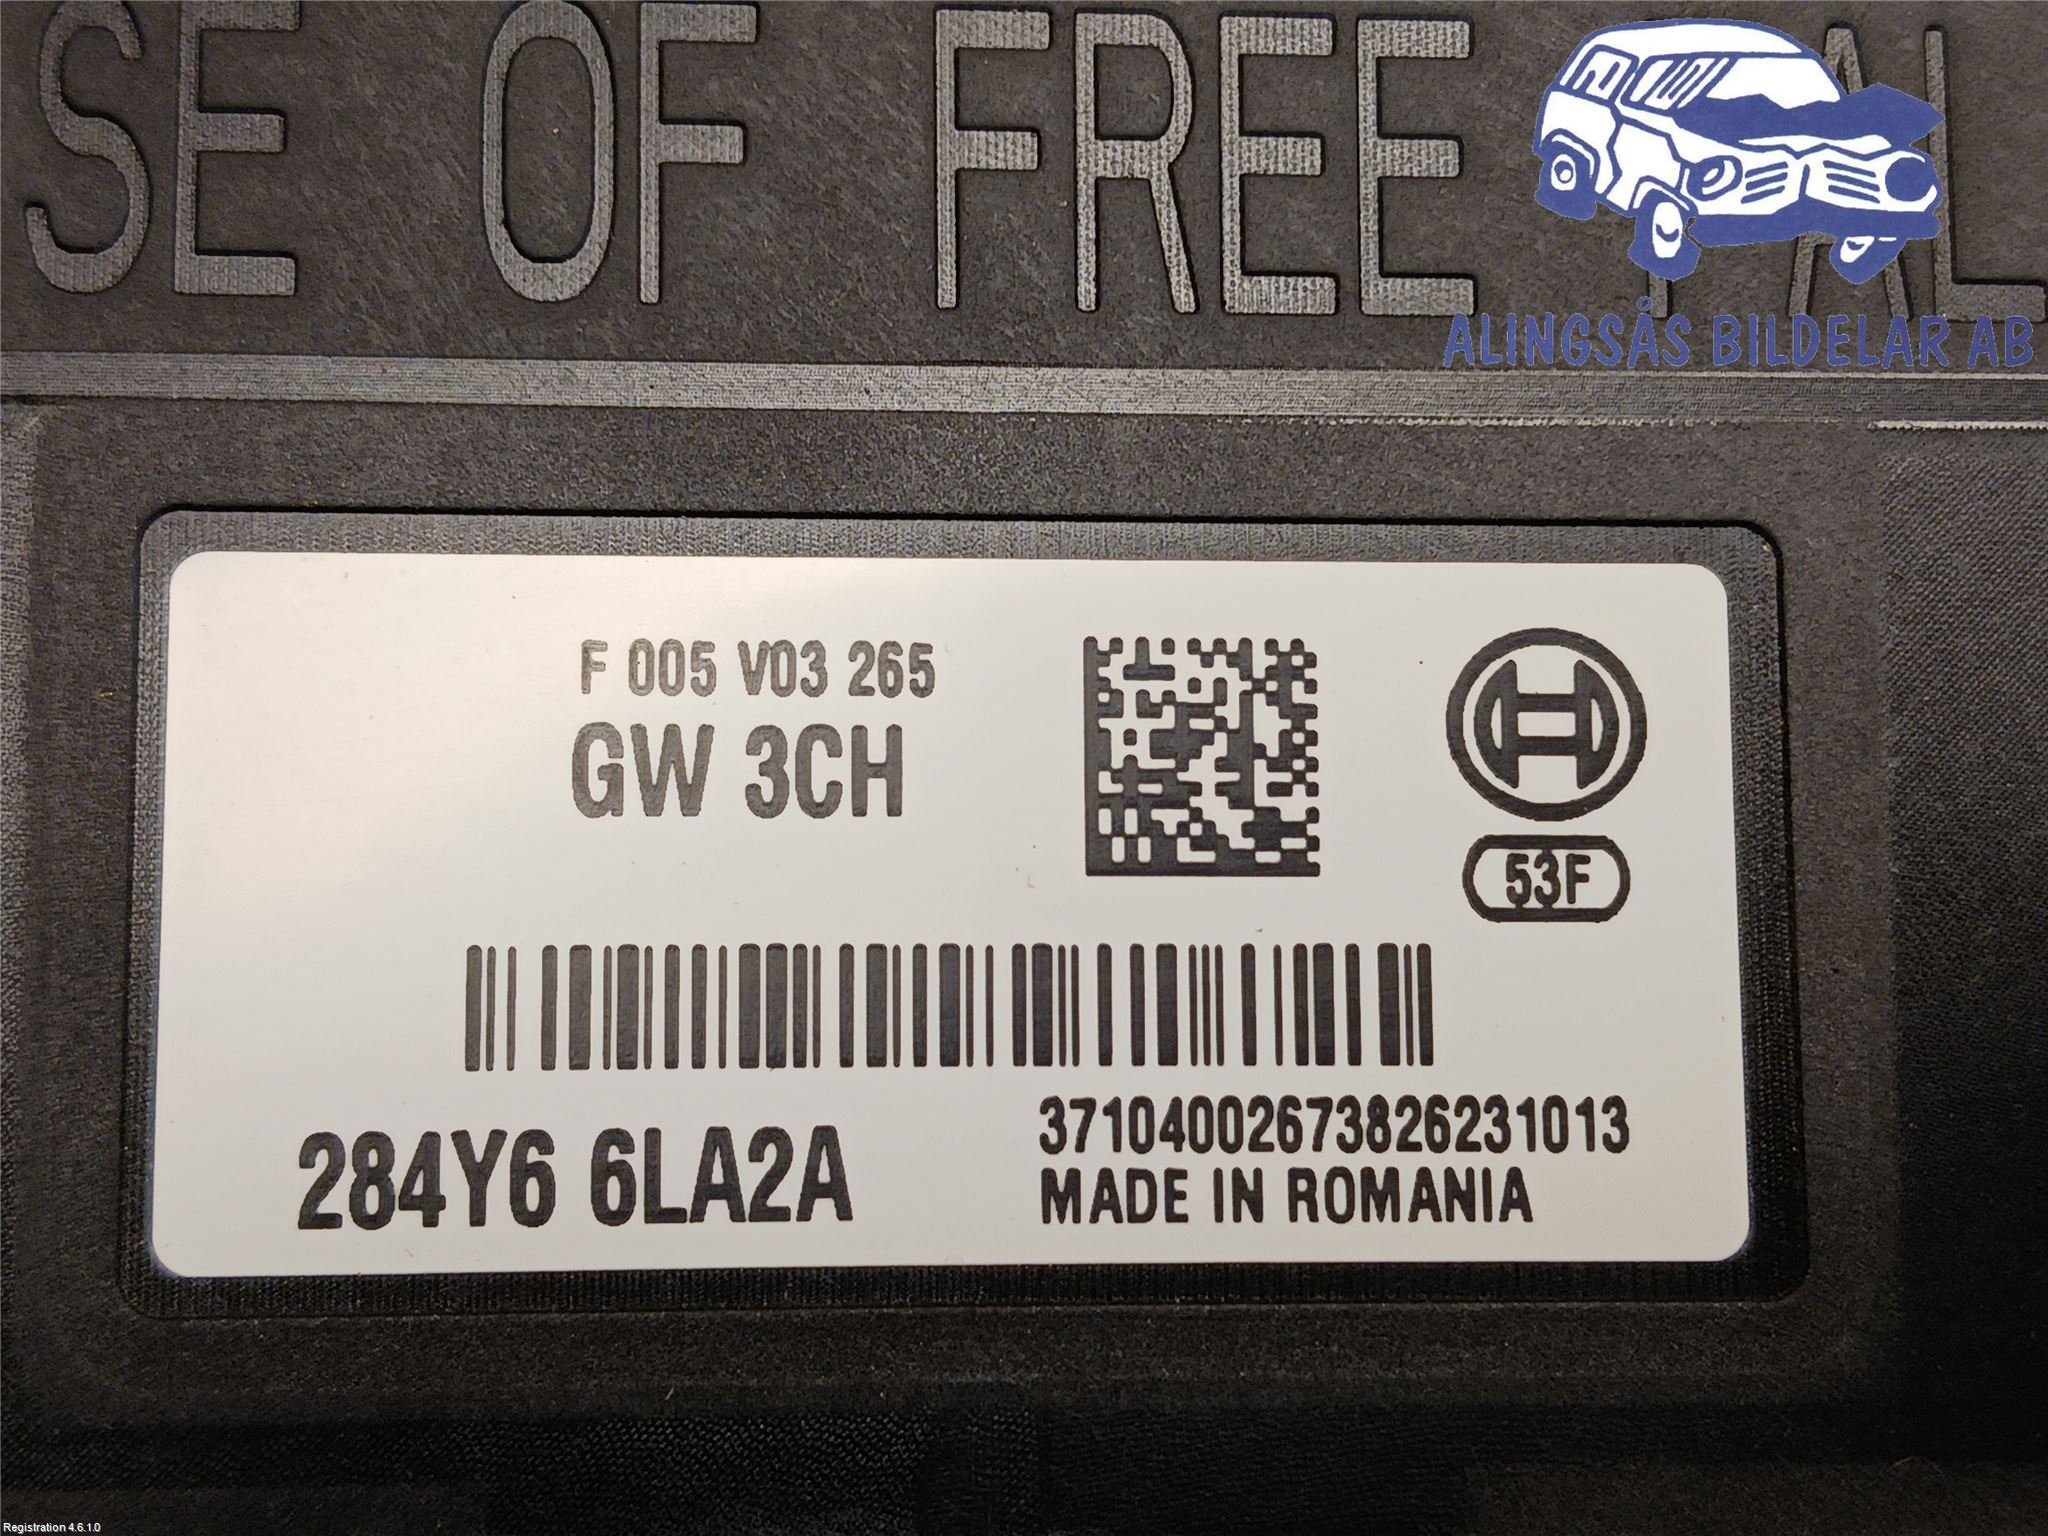 SE OF FREE FAL
ALINGSÅS BILDELAR AB
F 005 V03 265
GW 3CH
53F
284Y6 6LA2A
37104002673826231013
MADE IN ROMANIA
Registration 4.6.1.0